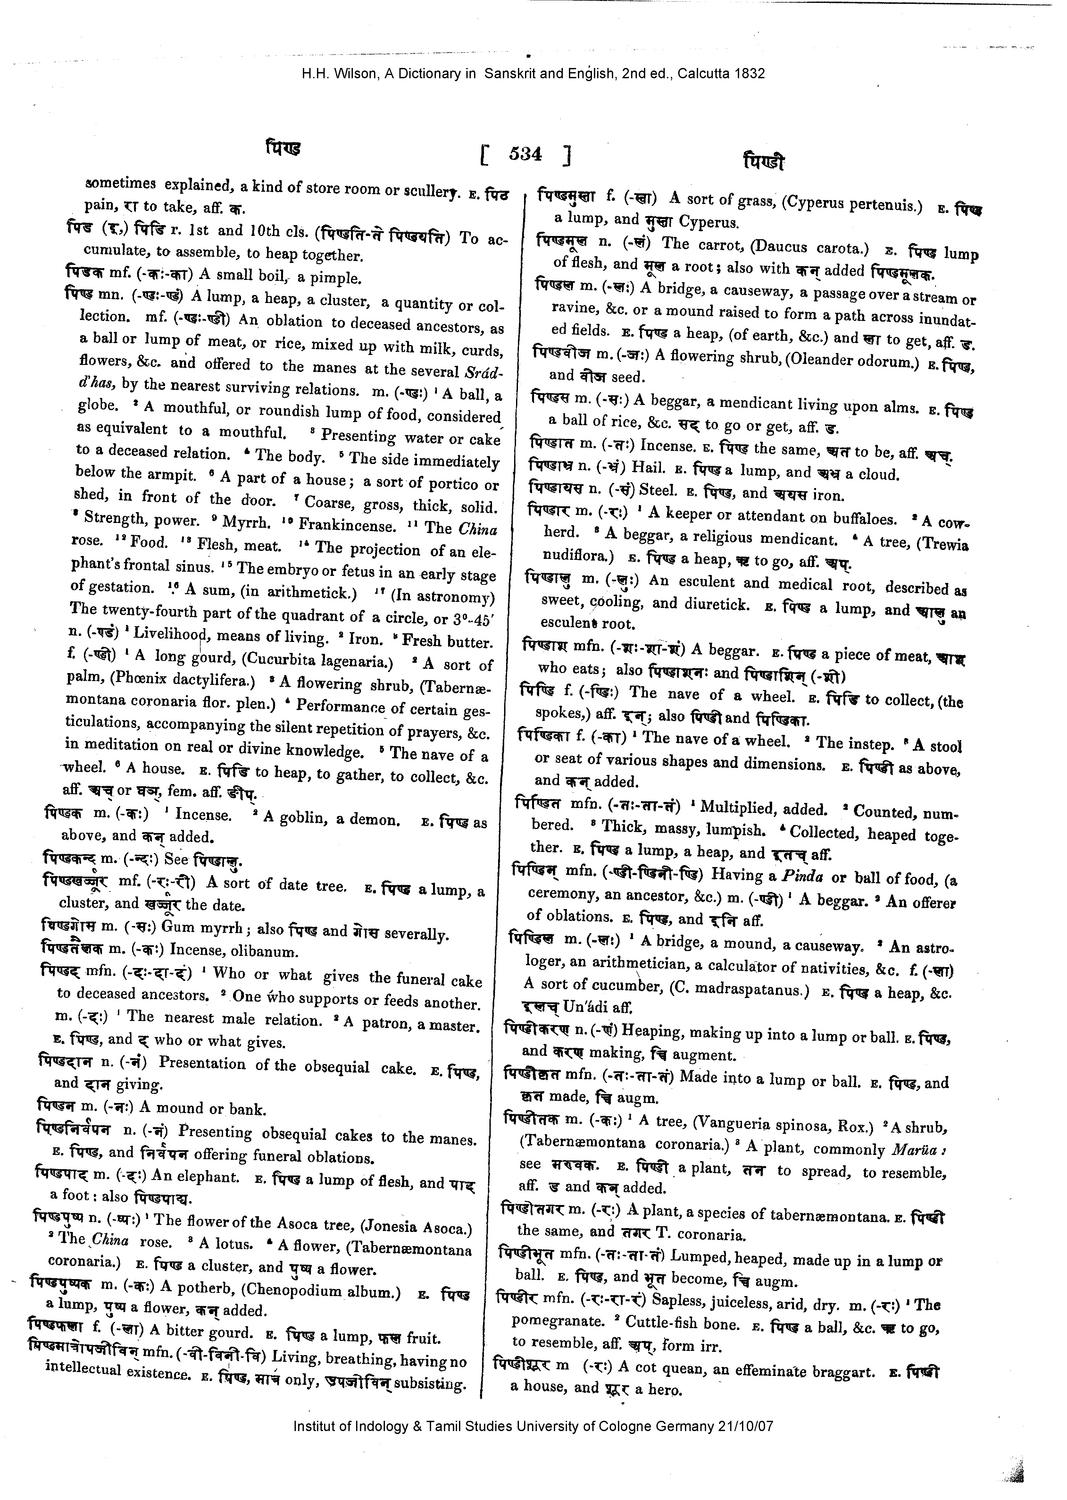 H.H. Wilson, A Dictionary in Sanskrit and English, 2nd ed., Calcutta 1832
पिण्ड
[ 534 ]
पिण्डी
sometimes explained, a kind of store room or scullery. E. पिठ
pain, रा to take, aff. क.
पिड (इ,) पिडि r. 1st and 10th cls. (पिण्डति-ते पिण्डयति) To ac-
cumulate, to assemble, to heap together.
पिडक mf. (-कः-का) A small boil, a pimple.
पिण्ड mn. (-ण्डः-ण्डं) A lump, a heap, a cluster, a quantity or col-
lection. mf. (-ण्डः-ण्डी) An oblation to deceased ancestors, as
a ball or lump of meat, or rice, mixed up with milk, curds,
flowers, &c. and offered to the manes at the several Srád-
d'has, by the nearest surviving relations. m. (-ण्डः) ¹ A ball, a
globe. ² A mouthful, or roundish lump of food, considered
as equivalent to a mouthful. ³ Presenting water or cake
to a deceased relation. ⁴ The body. ⁵ The side immediately
below the armpit. ⁶ A part of a house; a sort of portico or
shed, in front of the door. ⁷ Coarse, gross, thick, solid.
⁸ Strength, power. ⁹ Myrrh. ¹⁰ Frankincense. ¹¹ The China
rose. ¹² Food. ¹³ Flesh, meat. ¹⁴ The projection of an ele-
phant's frontal sinus. ¹⁵ The embryo or fetus in an early stage
of gestation. ¹⁶ A sum, (in arithmetick.) ¹⁷ (In astronomy)
The twenty-fourth part of the quadrant of a circle, or 3°-45′
n. (-ण्डं) ¹ Livelihood, means of living. ² Iron. ³ Fresh butter.
f. (-ण्डी) ¹ A long gourd, (Cucurbita lagenaria.) ² A sort of
palm, (Phœnix dactylifera.) ³ A flowering shrub, (Tabernæ-
montana coronaria flor. plen.) ⁴ Performance of certain ges-
ticulations, accompanying the silent repetition of prayers, &c.
in meditation on real or divine knowledge. ⁵ The nave of a
wheel. ⁶ A house. E. पिडि to heap, to gather, to collect, &c.
aff. अच् or घञ्, fem. aff. ङीप्.
पिण्डक m. (-कः) ¹ Incense. ² A goblin, a demon. E. पिण्ड as
above, and कन् added.
पिण्डकन्द m. (-न्दः) See पिण्डालु.
पिण्डखर्ज्जूर mf. (-रः-री) A sort of date tree. E. पिण्ड a lump, a
cluster, and खर्ज्जूर the date.
पिण्डगोस m. (-सः) Gum myrrh; also पिण्ड and गोस severally.
पिण्डतैलक m. (-कः) Incense, olibanum.
पिण्डद mfn. (-दः-दा-दं) ¹ Who or what gives the funeral cake
to deceased ancestors. ² One who supports or feeds another.
m. (-दः) ¹ The nearest male relation. ² A patron, a master.
E. पिण्ड, and द who or what gives.
पिण्डदान n. (-नं) Presentation of the obsequial cake. E. पिण्ड,
and दान giving.
पिण्डन m. (-नः) A mound or bank.
पिण्डनिर्वपन n. (-नं) Presenting obsequial cakes to the manes.
E. पिण्ड, and निर्वपन offering funeral oblations.
पिण्डपाद् m. (-दः) An elephant. E. पिण्ड a lump of flesh, and पाद
a foot: also पिण्डपाद्य.
पिण्डपुष्प n. (-ष्पः) ¹ The flower of the Asoca tree, (Jonesia Asoca.)
² The China rose. ³ A lotus. ⁴ A flower, (Tabernæmontana
coronaria.) E. पिण्ड a cluster, and पुष्प a flower.
पिण्डपुष्पक m. (-कः) A potherb, (Chenopodium album.) E. पिण्ड
a lump, पुष्प a flower, कन् added.
पिण्डफला f. (-ला) A bitter gourd. E. पिण्ड a lump, फल fruit.
पिण्डमात्रोपजीविन् mfn. (-वी-विनी-वि) Living, breathing, having no
intellectual existence. E. पिण्ड, मात्र only, उपजीविन् subsisting.
पिण्डमुस्ता f. (-स्ता) A sort of grass, (Cyperus pertenuis.) E. पिण्ड
a lump, and मुस्ता Cyperus.
पिण्डमूल n. (-लं) The carrot, (Daucus carota.) E. पिण्ड lump
of flesh, and मूल a root; also with कन् added पिण्डमूलक.
पिण्डल m. (-लः) A bridge, a causeway, a passage over a stream or
ravine, &c. or a mound raised to form a path across inundat-
ed fields. E. पिण्ड a heap, (of earth, &c.) and ला to get, aff. ड.
पिण्डवीज m. (-जः) A flowering shrub, (Oleander odorum.) E. पिण्ड,
and वीज seed.
पिण्डस m. (-सः) A beggar, a mendicant living upon alms. E. पिण्ड
a ball of rice, &c. सद् to go or get, aff. ड.
पिण्डात m. (-तः) Incense. E. पिण्ड the same, अत to be, aff. अच्.
पिण्डाभ्र n. (-भ्रं) Hail. E. पिण्ड a lump, and अभ्र a cloud.
पिण्डायस n. (-सं) Steel. E. पिण्ड, and अयस iron.
पिण्डार m. (-रः) ¹ A keeper or attendant on buffaloes. ² A cow-
herd. ³ A beggar, a religious mendicant. ⁴ A tree, (Trewia
nudiflora.) E. पिण्ड a heap, ऋ to go, aff. अप्.
पिण्डालु m. (-लुः) An esculent and medical root, described as
sweet, cooling, and diuretick. E. पिण्ड a lump, and आलु an
esculent root.
पिण्डाश mfn. (-शः-शा-शं) A beggar. E. पिण्ड a piece of meat, आश
who eats; also पिण्डाशनः and पिण्डाशिन् (-शी)
पिण्डि f. (-ण्डिः) The nave of a wheel. E. पिडि to collect, (the
spokes,) aff. इन्; also पिण्डी and पिण्डिका.
पिण्डिका f. (-का) ¹ The nave of a wheel. ² The instep. ³ A stool
or seat of various shapes and dimensions. E. पिण्डी as above,
and कन् added.
पिण्डित mfn. (-तः-ता-तं) ¹ Multiplied, added. ² Counted, num-
bered. ³ Thick, massy, lumpish. ⁴ Collected, heaped toge-
ther. E. पिण्ड a lump, a heap, and इतच् aff.
पिण्डिन् mfn. (-ण्डी-ण्डिनी-ण्डि) Having a Pinda or ball of food, (a
ceremony, an ancestor, &c.) m. (-ण्डी) ¹ A beggar. ² An offerer
of oblations. E. पिण्ड, and इनि aff.
पिण्डिल m. (-लः) ¹ A bridge, a mound, a causeway. ² An astro-
loger, an arithmetician, a calculator of nativities, &c. f. (-ला)
A sort of cucumber, (C. madraspatanus.) E. पिण्ड a heap, &c.
इलच् Un'ádi aff.
पिण्डीकरण n. (-णं) Heaping, making up into a lump or ball. E. पिण्ड,
and करण making, च्वि augment.
पिण्डीकृत mfn. (-तः-ता-तं) Made into a lump or ball. E. पिण्ड, and
कृत made, च्वि augm.
पिण्डीतक m. (-कः) ¹ A tree, (Vangueria spinosa, Rox.) ² A shrub,
(Tabernæmontana coronaria.) ³ A plant, commonly Marüa:
see मरुवक. E. पिण्डी a plant, तन to spread, to resemble,
aff. ड and कन् added.
पिण्डीतगर m. (-रः) A plant, a species of tabernæmontana. E. पिण्डी
the same, and तगर T. coronaria.
पिण्डीभूत mfn. (-तः-ता-तं) Lumped, heaped, made up in a lump or
ball. E. पिण्ड, and भूत become, च्वि augm.
पिण्डीर mfn. (-रः-रा-रं) Sapless, juiceless, arid, dry. m. (-रः) ¹ The
pomegranate. ² Cuttle-fish bone. E. पिण्ड a ball, &c. ऋ to go,
to resemble, aff. अप्, form irr.
पिण्डीशूर m (-रः) A cot quean, an effeminate braggart. E. पिण्डी
a house, and शूर a hero.
Institut of Indology & Tamil Studies University of Cologne Germany 21/10/07